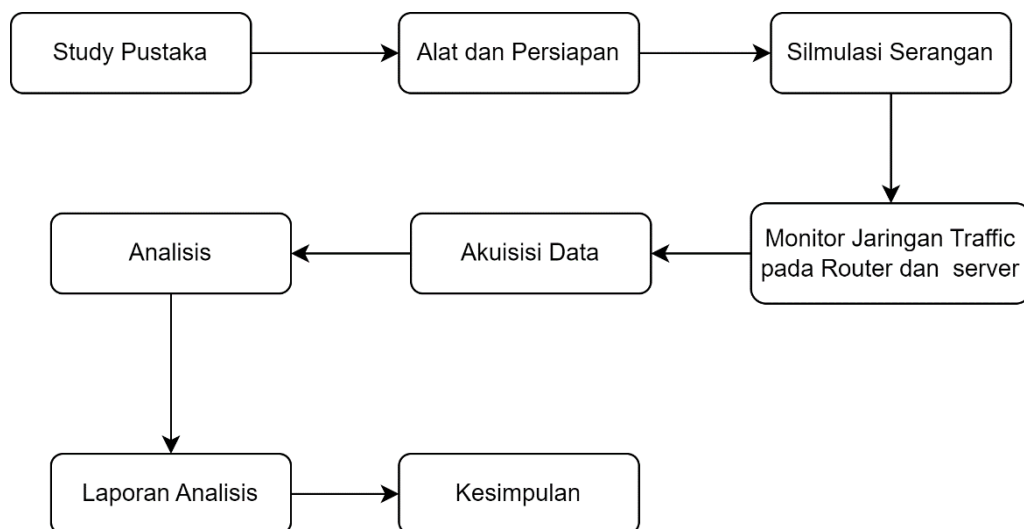 Study Pustaka
Alat dan Persiapan
Silmulasi Serangan
Monitor Jaringan Traffic
pada Router dan  server
Akuisisi Data
Analisis
Laporan Analisis
Kesimpulan